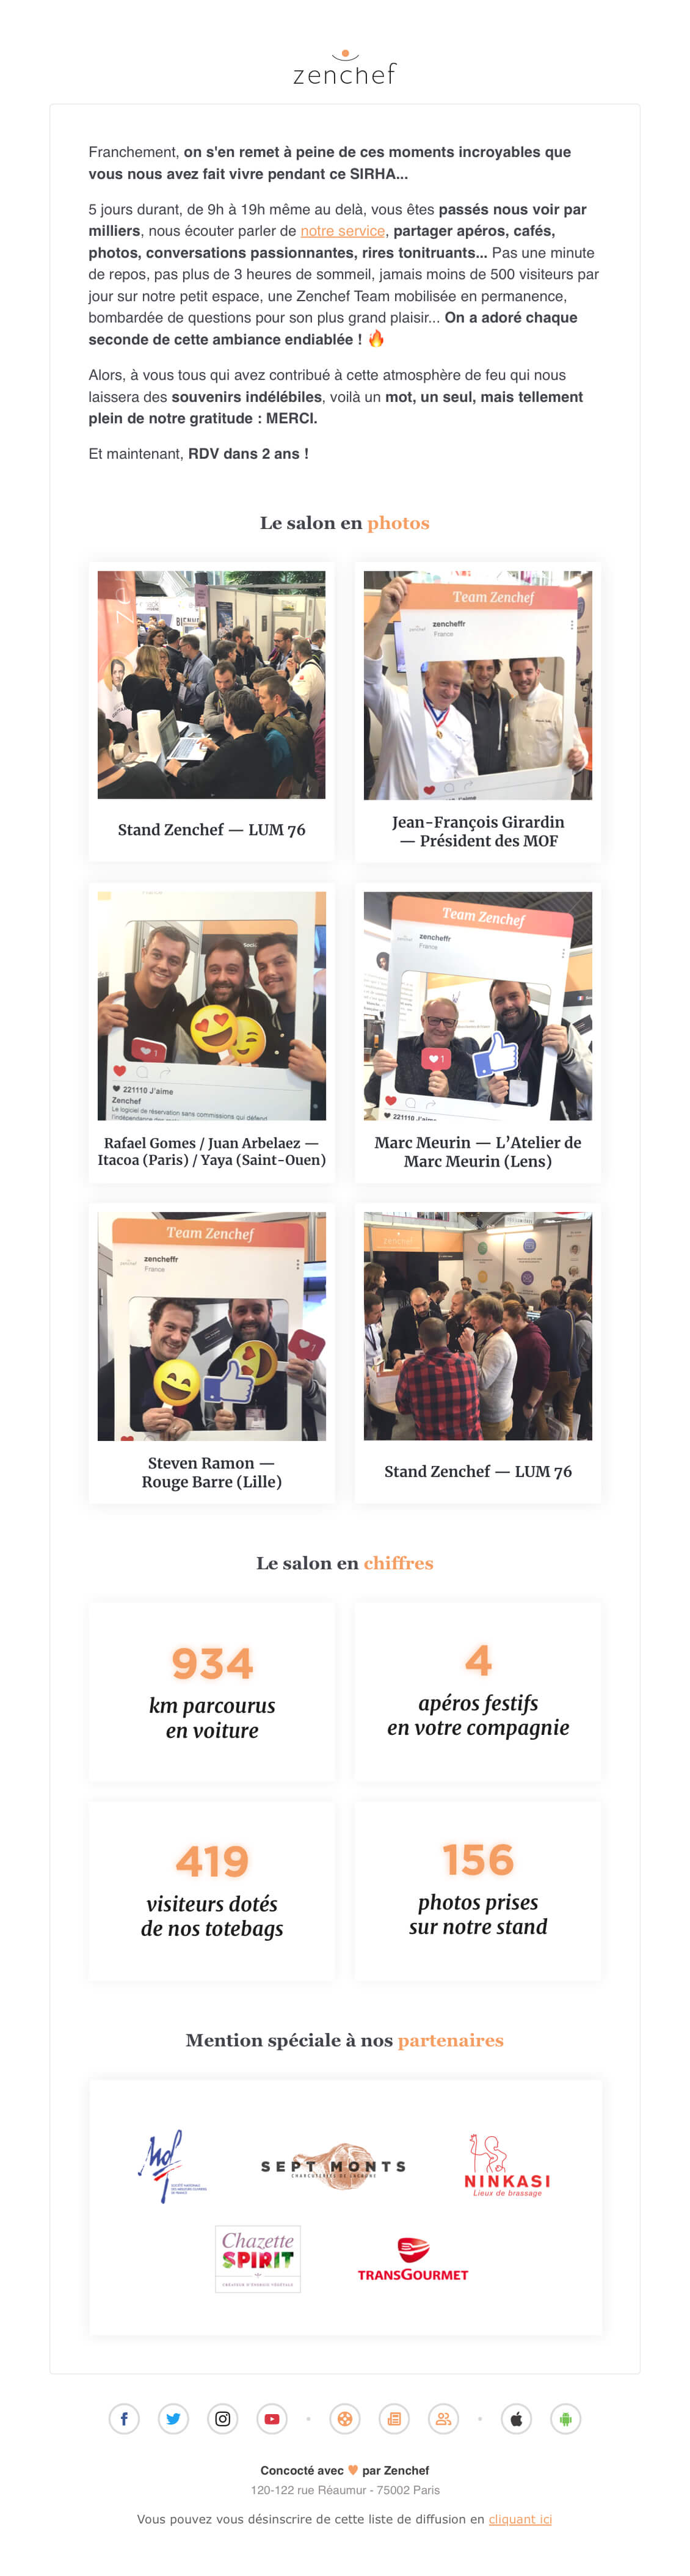 zenchef
Franchement, on s'en remet à peine de ces moments incroyables que
vous nous avez fait vivre pendant ce SIRHA...
5 jours durant, de 9h à 19h même au delà, vous êtes passés nous voir par
milliers, nous écouter parler de notre service, partager apéros, cafés,
photos, conversations passionnantes, rires tonitruants... Pas une minute
de repos, pas plus de 3 heures de sommeil, jamais moins de 500 visiteurs par
jour sur notre petit espace, une Zenchef Team mobilisée en permanence,
bombardée de questions pour son plus grand plaisir... On a adoré chaque
seconde de cette ambiance endiablée ! 🔥
Alors, à vous tous qui avez contribué à cette atmosphère de feu qui nous
laissera des souvenirs indélébiles, voilà un mot, un seul, mais tellement
plein de notre gratitude : MERCI.
Et maintenant, RDV dans 2 ans !
Le salon en photos
Team Zenchef
zencheffr
France
Stand Zenchef — LUM 76
Jean-François Girardin
— Président des MOF
1
221110 J'aime
Zenchef
Le logiciel de réservation sans commissions qui défend
Team Zenchef
zencheffr
France
1
221110 J'aime
Rafael Gomes / Juan Arbelaez —
Itacoa (Paris) / Yaya (Saint-Ouen)
Marc Meurin — L'Atelier de
Marc Meurin (Lens)
Team Zenchef
zencheffr
France
1
Steven Ramon —
Rouge Barre (Lille)
Stand Zenchef — LUM 76
Le salon en chiffres
934
km parcourus
en voiture
4
apéros festifs
en votre compagnie
419
visiteurs dotés
de nos totebags
156
photos prises
sur notre stand
Mention spéciale à nos partenaires
SEPT MONTS
NINKASI
Lieux de brassage
Chazette
SPIRIT
TRANSGOURMET
Concocté avec 🧡 par Zenchef
120-122 rue Réaumur - 75002 Paris
Vous pouvez vous désinscrire de cette liste de diffusion en cliquant ici